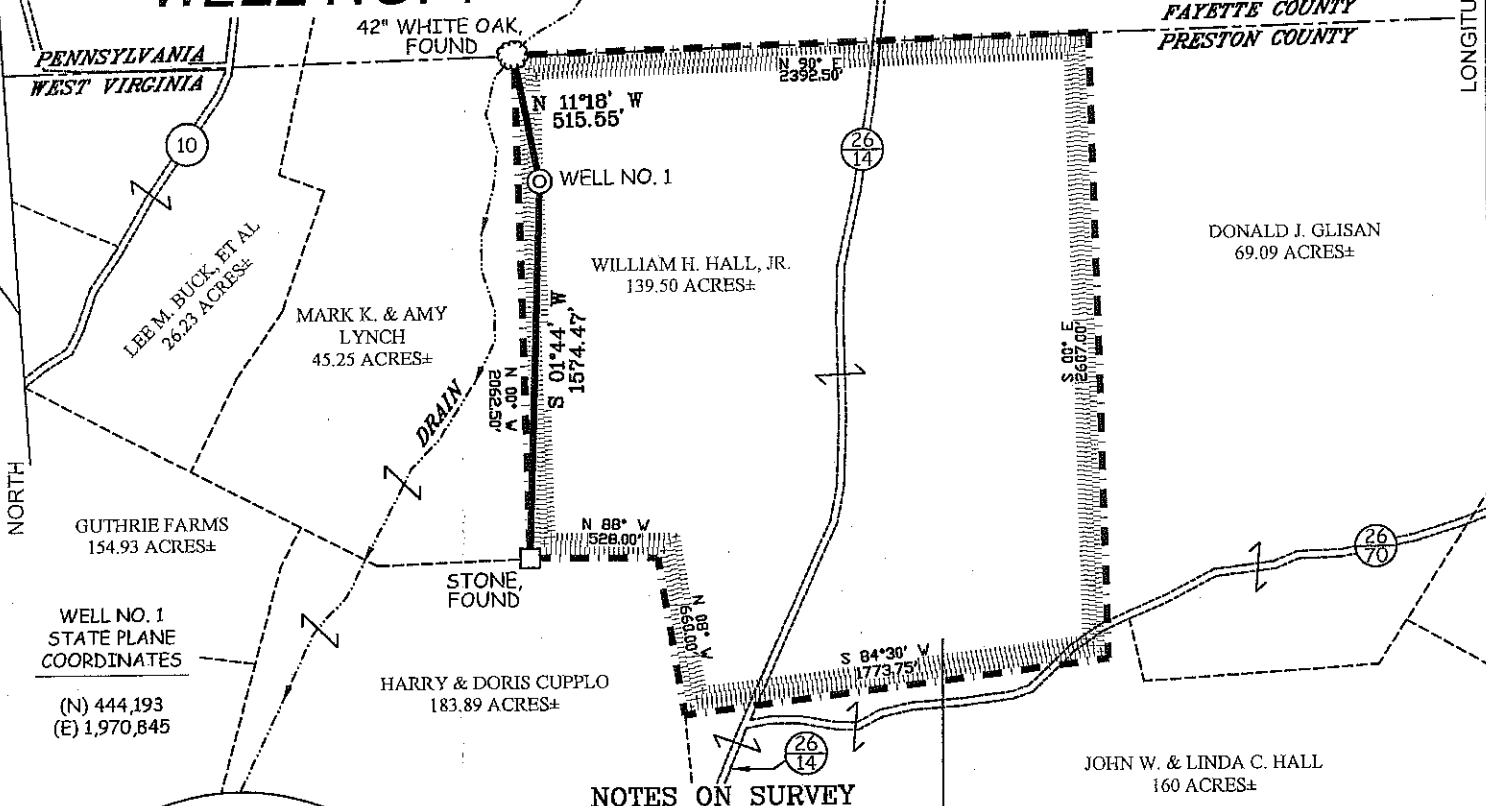 WELL NO. 1
42" WHITE OAK,
FOUND
FAYETTE COUNTY
PRESTON COUNTY
PENNSYLVANIA
WEST VIRGINIA
N 90° E
2392.50'
N 11°18' W
515.55'
10
26
14
WELL NO. 1
DONALD J. GLISAN
69.09 ACRES±
LEE M. BUCK, ET AL
26.23 ACRES±
WILLIAM H. HALL, JR.
139.50 ACRES±
MARK K. & AMY
LYNCH
45.25 ACRES±
S 01°44' W
1574.47'
N 00° W
2062.50'
S 00° E
2607.00'
DRAIN
NORTH
GUTHRIE FARMS
154.93 ACRES±
N 88° W
528.00'
26
70
STONE,
FOUND
N 08° W
660.00'
WELL NO. 1
STATE PLANE
COORDINATES
(N) 444,193
(E) 1,970,845
S 84°30' W
1773.75'
HARRY & DORIS CUPPLO
183.89 ACRES±
26
14
JOHN W. & LINDA C. HALL
160 ACRES±
NOTES ON SURVEY